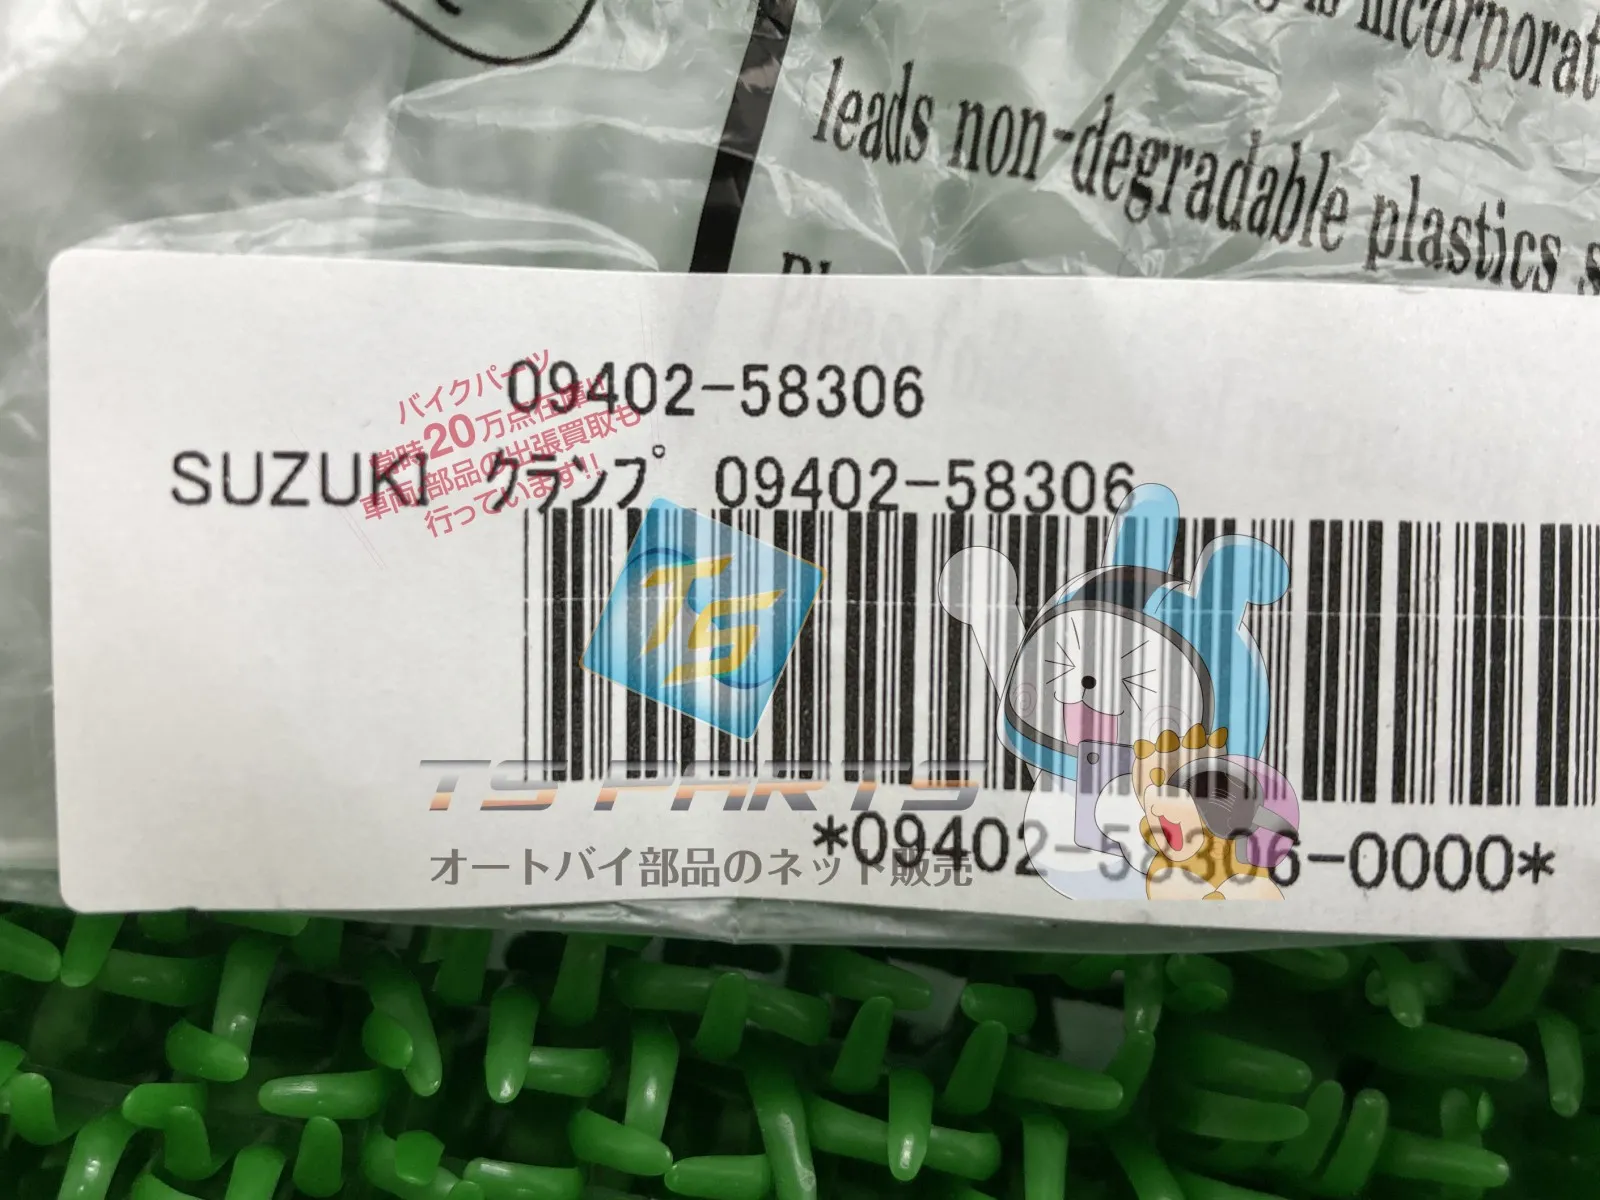 incorporat
leads non-degradable plastics s
09402-58306
バイクパーツ
常時20万点在庫!!
車両・部品の出張買取も
行っています!!
SUZUKI クランプ 09402-58306
TS
TS PARTS
オートバイ部品のネット販売
*09402-58306-0000*